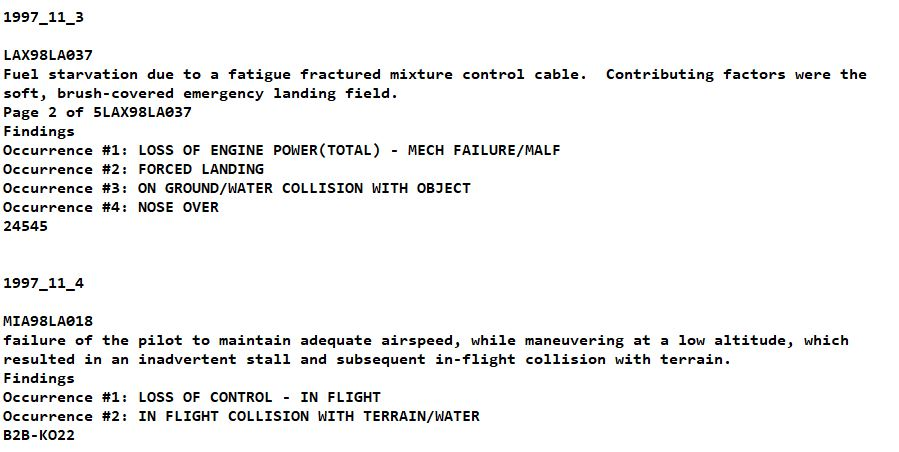 1997_11_3
LAX98LA037
Fuel starvation due to a fatigue fractured mixture control cable.  Contributing factors were the
soft, brush-covered emergency landing field.
Page 2 of 5LAX98LA037
Findings
Occurrence #1: LOSS OF ENGINE POWER(TOTAL) - MECH FAILURE/MALF
Occurrence #2: FORCED LANDING
Occurrence #3: ON GROUND/WATER COLLISION WITH OBJECT
Occurrence #4: NOSE OVER
24545
1997_11_4
MIA98LA018
failure of the pilot to maintain adequate airspeed, while maneuvering at a low altitude, which
resulted in an inadvertent stall and subsequent in-flight collision with terrain.
Findings
Occurrence #1: LOSS OF CONTROL - IN FLIGHT
Occurrence #2: IN FLIGHT COLLISION WITH TERRAIN/WATER
B2B-KO22